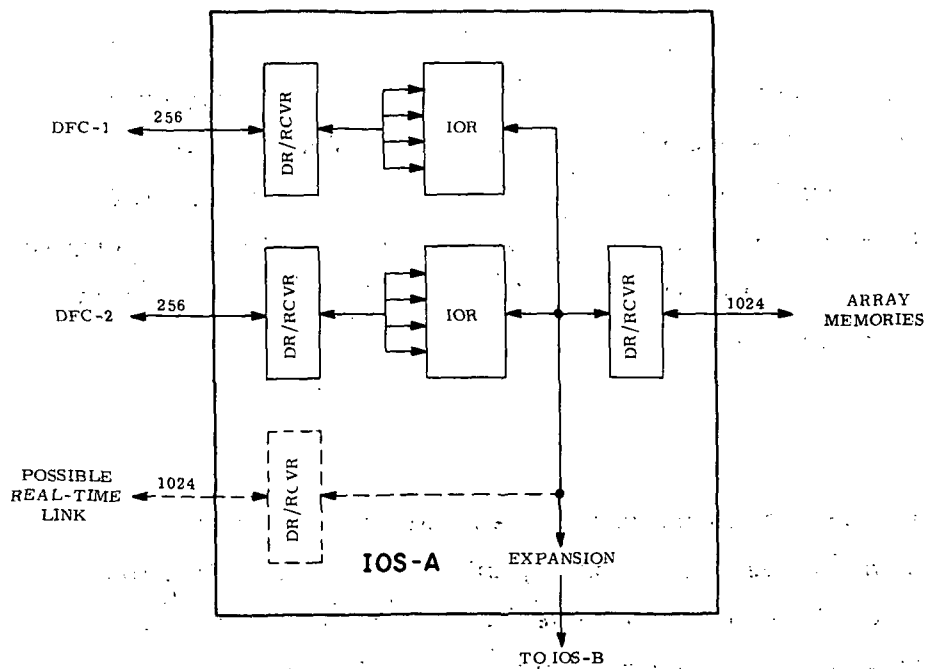 DFC-1
256
DR/RCVR
IOR
DFC-2
256
DR/RCVR
IOR
DR/RCVR
1024
ARRAY
MEMORIES
POSSIBLE
REAL-TIME
LINK
1024
DR/RCVR
IOS-A
EXPANSION
TO IOS-B